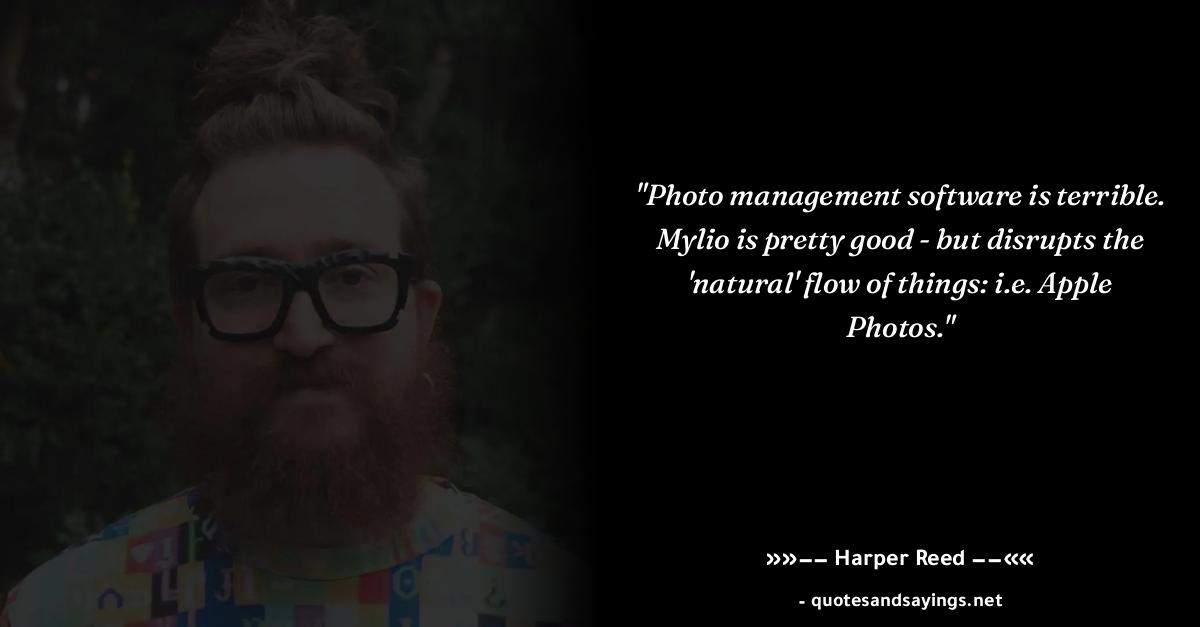 "Photo management software is terrible.
Mylio is pretty good - but disrupts the
'natural' flow of things: i.e. Apple
Photos."
»»–– Harper Reed ––««
- quotesandsayings.net